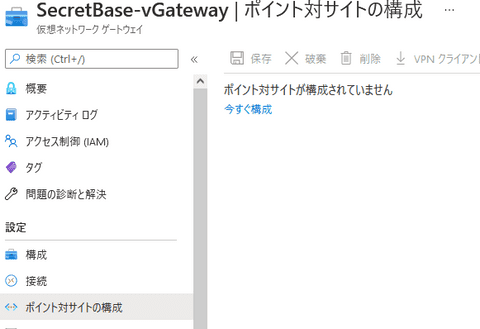 SecretBase-vGateway | ポイント対サイトの構成 …
仮想ネットワーク ゲートウェイ
検索 (Ctrl+/)
«
保存 破棄 削除 VPN クライアント
概要
アクティビティ ログ
アクセス制御 (IAM)
タグ
問題の診断と解決
設定
構成
接続
ポイント対サイトの構成
ポイント対サイトが構成されていません
今すぐ構成